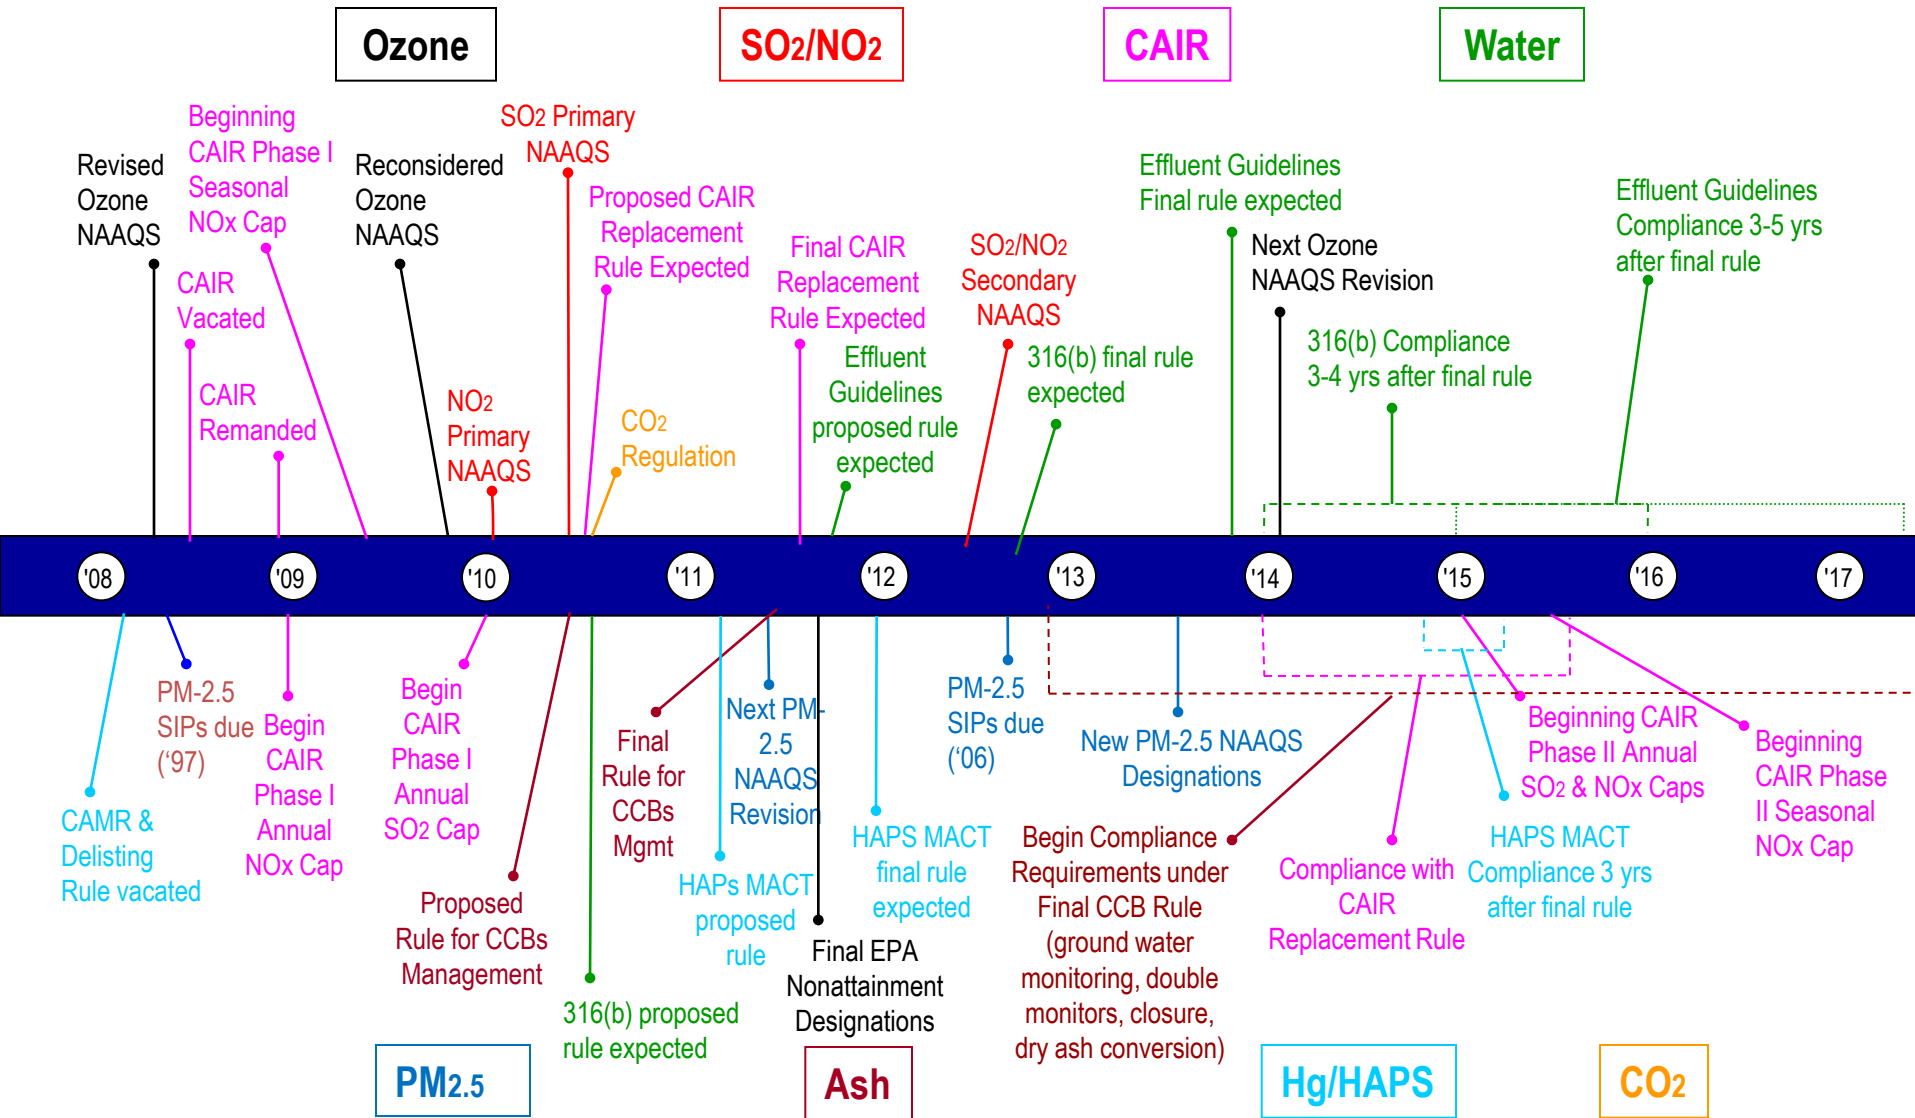 Ozone
SO2/NO2
CAIR
Water
Revised
Ozone
NAAQS
Beginning
CAIR Phase I
Seasonal
NOx Cap
CAIR
Vacated
CAIR
Remanded
Reconsidered
Ozone
NAAQS
NO2
Primary
NAAQS
SO2 Primary
NAAQS
Proposed CAIR
Replacement
Rule Expected
CO2
Regulation
Final CAIR
Replacement
Rule Expected
Effluent
Guidelines
proposed rule
expected
SO2/NO2
Secondary
NAAQS
316(b) final rule
expected
Effluent Guidelines
Final rule expected
Next Ozone
NAAQS Revision
316(b) Compliance
3-4 yrs after final rule
Effluent Guidelines
Compliance 3-5 yrs
after final rule
'08
'09
'10
'11
'12
'13
'14
'15
'16
'17
CAMR &
Delisting
Rule vacated
PM-2.5
SIPs due
(‘97)
Begin
CAIR
Phase I
Annual
NOx Cap
Begin
CAIR
Phase I
Annual
SO2 Cap
Proposed
Rule for CCBs
Management
316(b) proposed
rule expected
Final
Rule for
CCBs
Mgmt
HAPs MACT
proposed
rule
Next PM-
2.5
NAAQS
Revision
Final EPA
Nonattainment
Designations
HAPS MACT
final rule
expected
PM-2.5
SIPs due
(‘06)
New PM-2.5 NAAQS
Designations
Begin Compliance
Requirements under
Final CCB Rule
(ground water
monitoring, double
monitors, closure,
dry ash conversion)
Compliance with
CAIR
Replacement Rule
Beginning CAIR
Phase II Annual
SO2 & NOx Caps
HAPS MACT
Compliance 3 yrs
after final rule
Beginning
CAIR Phase
II Seasonal
NOx Cap
PM2.5
Ash
Hg/HAPS
CO2